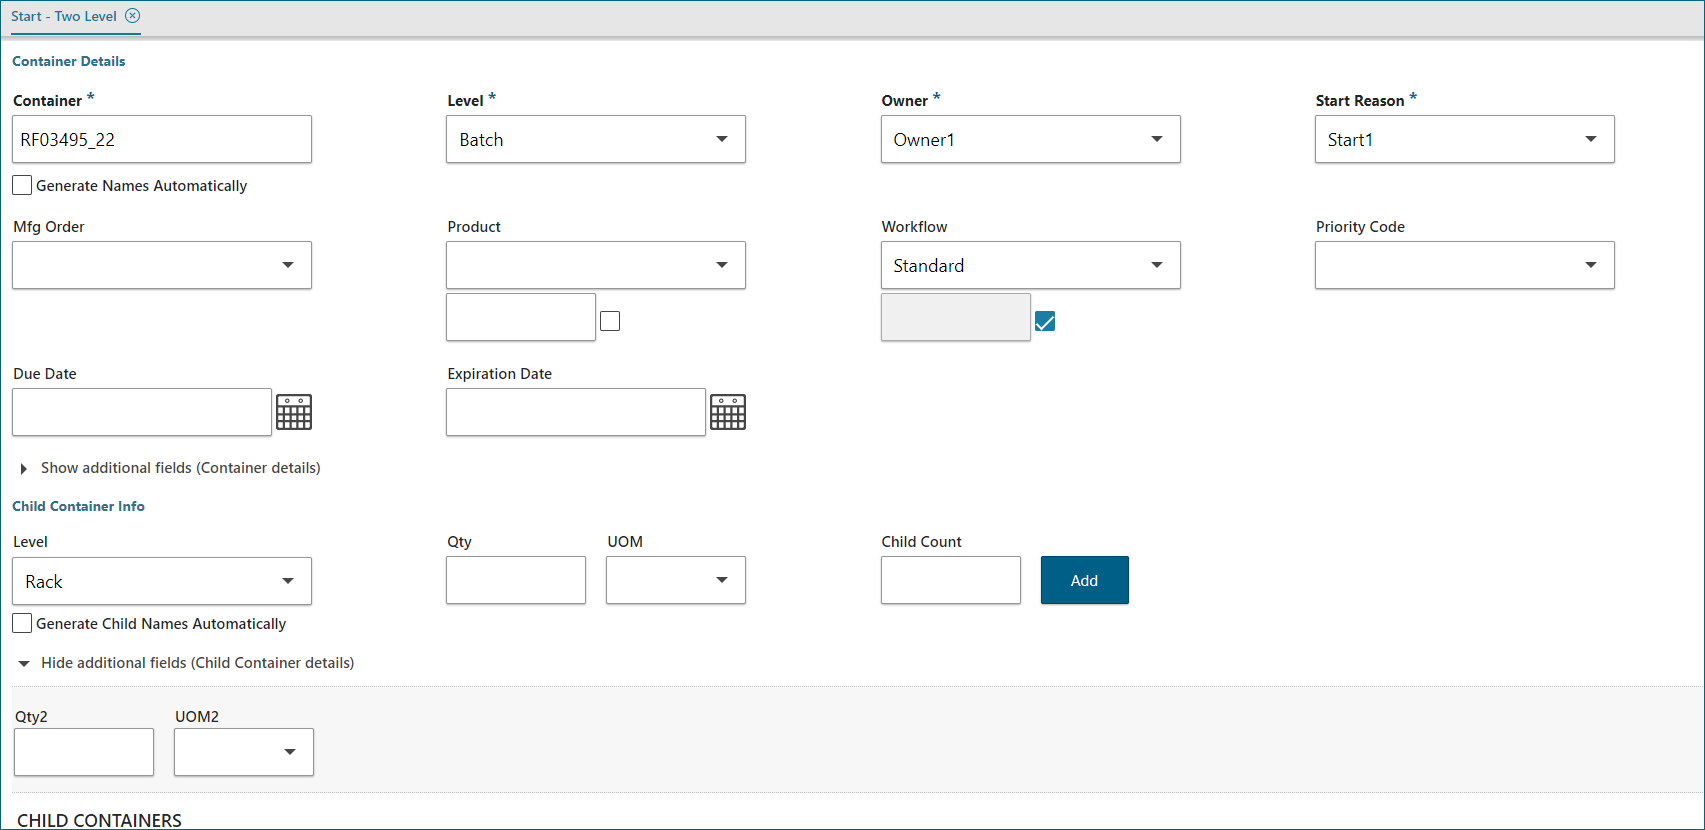 Start - Two Level
Container Details
Container * Level * Owner * Start Reason *
RF03495_22 Batch Owner1 Start1
Generate Names Automatically
Mfg Order Product Workflow Priority Code
Standard
Due Date Expiration Date
Show additional fields (Container details)
Child Container Info
Level Qty UOM Child Count
Rack Add
Generate Child Names Automatically
Hide additional fields (Child Container details)
Qty2 UOM2
CHILD CONTAINERS